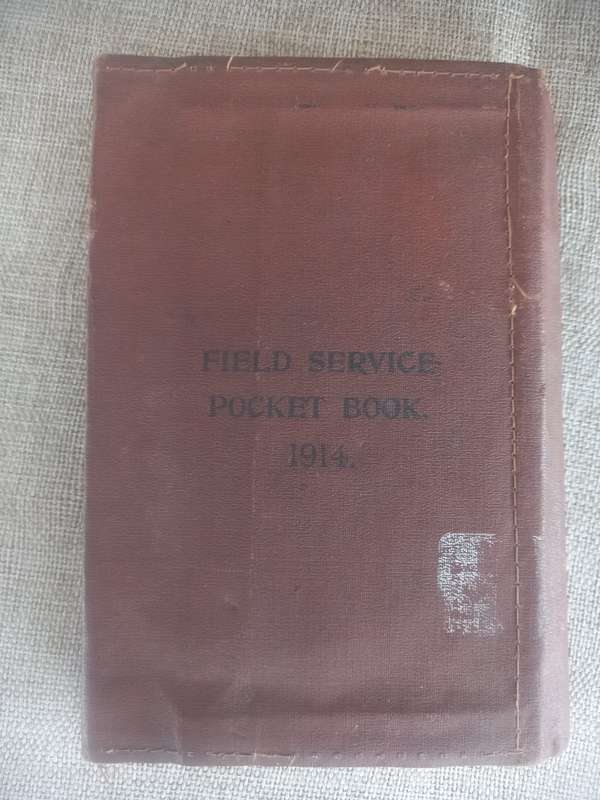 FIELD SERVICE
POCKET BOOK.
1914.